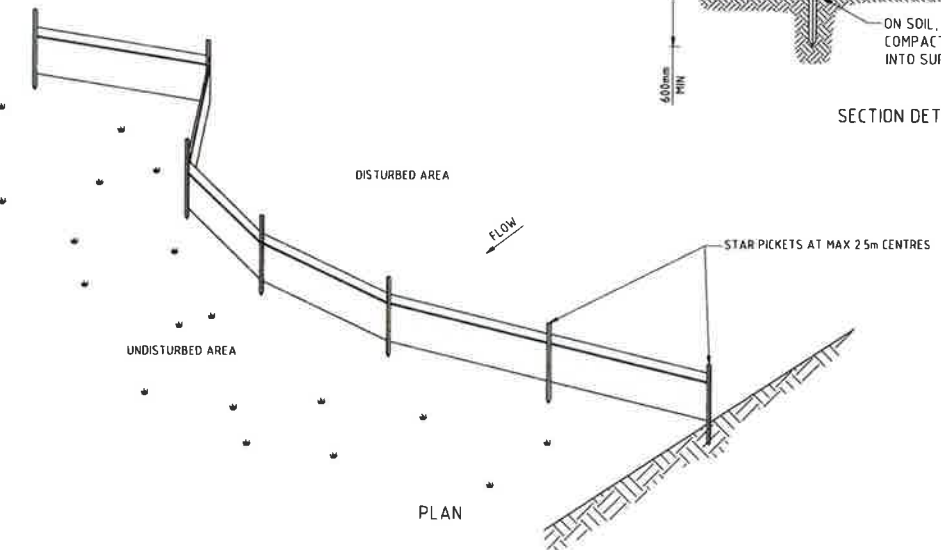 ON SOIL,
COMPACT
INTO SUR
600mm
MIN
SECTION DET
DISTURBED AREA
FLOW
STAR PICKETS AT MAX 2 5m CENTRES
UNDISTURBED AREA
PLAN